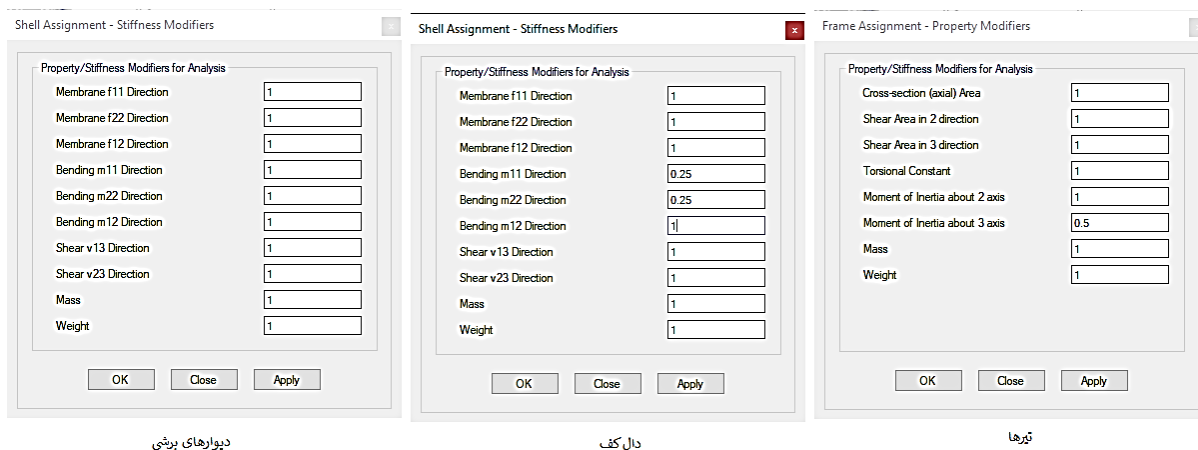 Shell Assignment - Stiffness Modifiers
x
Property/Stiffness Modifiers for Analysis
Membrane f11 Direction 1
Membrane f22 Direction 1
Membrane f12 Direction 1
Bending m11 Direction 1
Bending m22 Direction 1
Bending m12 Direction 1
Shear v13 Direction 1
Shear v23 Direction 1
Mass 1
Weight 1
OK Close Apply
دیوارهای برشی
Shell Assignment - Stiffness Modifiers
x
Property/Stiffness Modifiers for Analysis
Membrane f11 Direction 1
Membrane f22 Direction 1
Membrane f12 Direction 1
Bending m11 Direction 0.25
Bending m22 Direction 0.25
Bending m12 Direction 1
Shear v13 Direction 1
Shear v23 Direction 1
Mass 1
Weight 1
OK Close Apply
دال کف
Frame Assignment - Property Modifiers
Property/Stiffness Modifiers for Analysis
Cross-section (axial) Area 1
Shear Area in 2 direction 1
Shear Area in 3 direction 1
Torsional Constant 1
Moment of Inertia about 2 axis 1
Moment of Inertia about 3 axis 0.5
Mass 1
Weight 1
OK Close Apply
تیرها